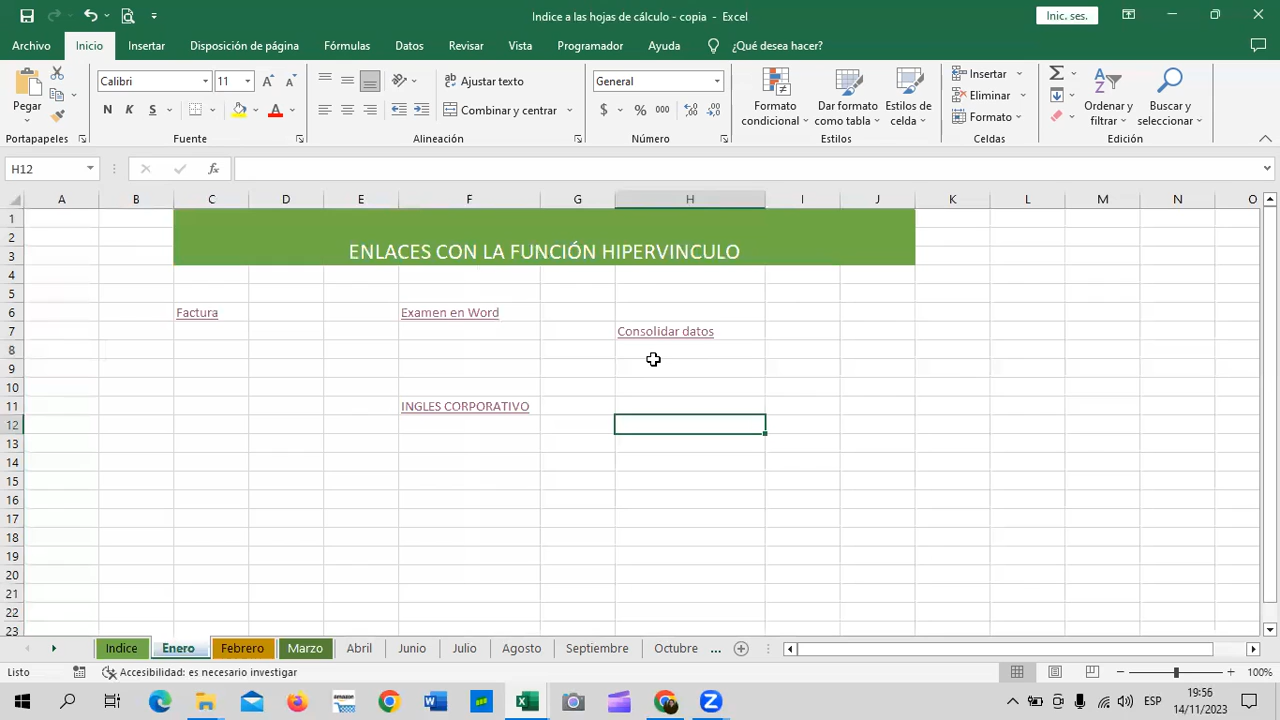 Indice a las hojas de cálculo - copia - Excel
Inic. ses.
Archivo Inicio Insertar Disposición de página Fórmulas Datos Revisar Vista Programador Ayuda ¿Qué desea hacer?
Pegar
Portapapeles
Calibri 11
N K S
Fuente
Ajustar texto
Combinar y centrar
Alineación
General
$ % 000
Número
Formato condicional
Dar formato como tabla
Estilos de celda
Estilos
Insertar
Eliminar
Formato
Celdas
Ordenar y filtrar
Buscar y seleccionar
Edición
H12
fx
A B C D E F G H I J K L M N O
1
2
3
ENLACES CON LA FUNCIÓN HIPERVINCULO
4
5
6 Factura Examen en Word
7 Consolidar datos
8
9
10
11 INGLES CORPORATIVO
12
13
14
15
16
17
18
19
20
21
22
23
Indice Enero Febrero Marzo Abril Junio Julio Agosto Septiembre Octubre ...
Listo Accesibilidad: es necesario investigar 100%
amazon
ESP
19:56
14/11/2023